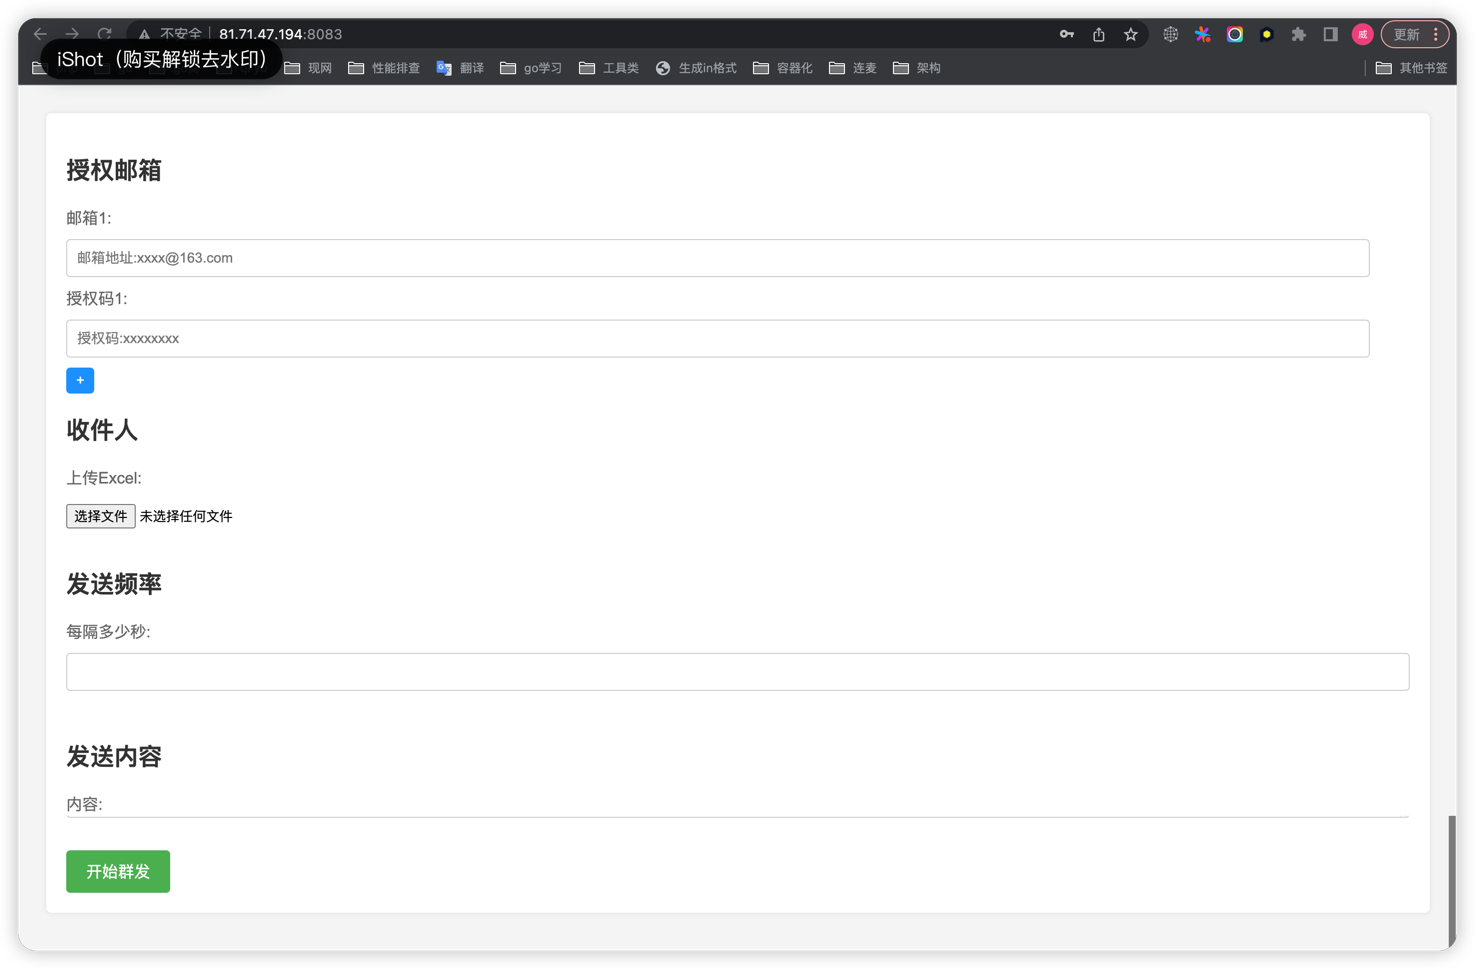 不安全 81.71.47.194:8083
更新
iShot（购买解锁去水印）
现网 性能排查 翻译 go学习 工具类 生成in格式 容器化 连麦 架构 其他书签
威
授权邮箱
邮箱1:
邮箱地址:xxxx@163.com
授权码1:
授权码:xxxxxxxx
+
收件人
上传Excel:
选择文件 未选择任何文件
发送频率
每隔多少秒:
发送内容
内容:
开始群发